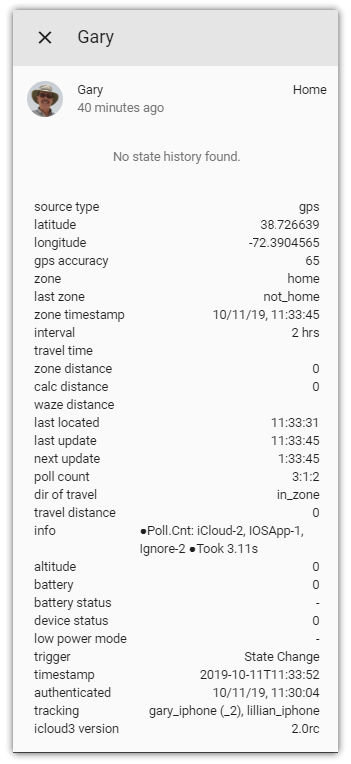 Gary
Gary Home
40 minutes ago
No state history found.
source type gps
latitude 38.726639
longitude -72.3904565
gps accuracy 65
zone home
last zone not_home
zone timestamp 10/11/19, 11:33:45
interval 2 hrs
travel time
zone distance 0
calc distance 0
waze distance
last located 11:33:31
last update 11:33:45
next update 1:33:45
poll count 3:1:2
dir of travel in_zone
travel distance 0
info ●Poll.Cnt: iCloud-2, IOSApp-1,
Ignore-2 ●Took 3.11s
altitude 0
battery 0
battery status -
device status 0
low power mode -
trigger State Change
timestamp 2019-10-11T11:33:52
authenticated 10/11/19, 11:30:04
tracking gary_iphone (_2), lillian_iphone
icloud3 version 2.0rc